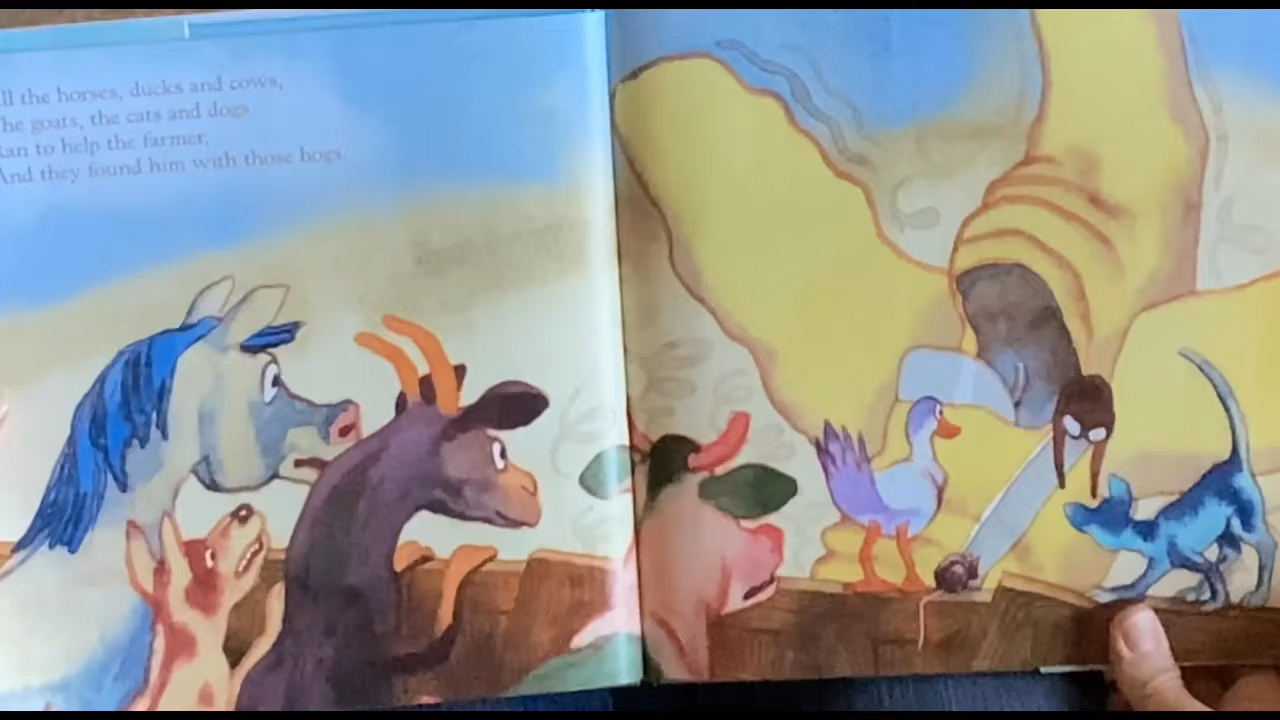 ll the horses, ducks and cows,
he goats, the cats and dogs
Ran to help the farmer,
And they found him with those hogs.